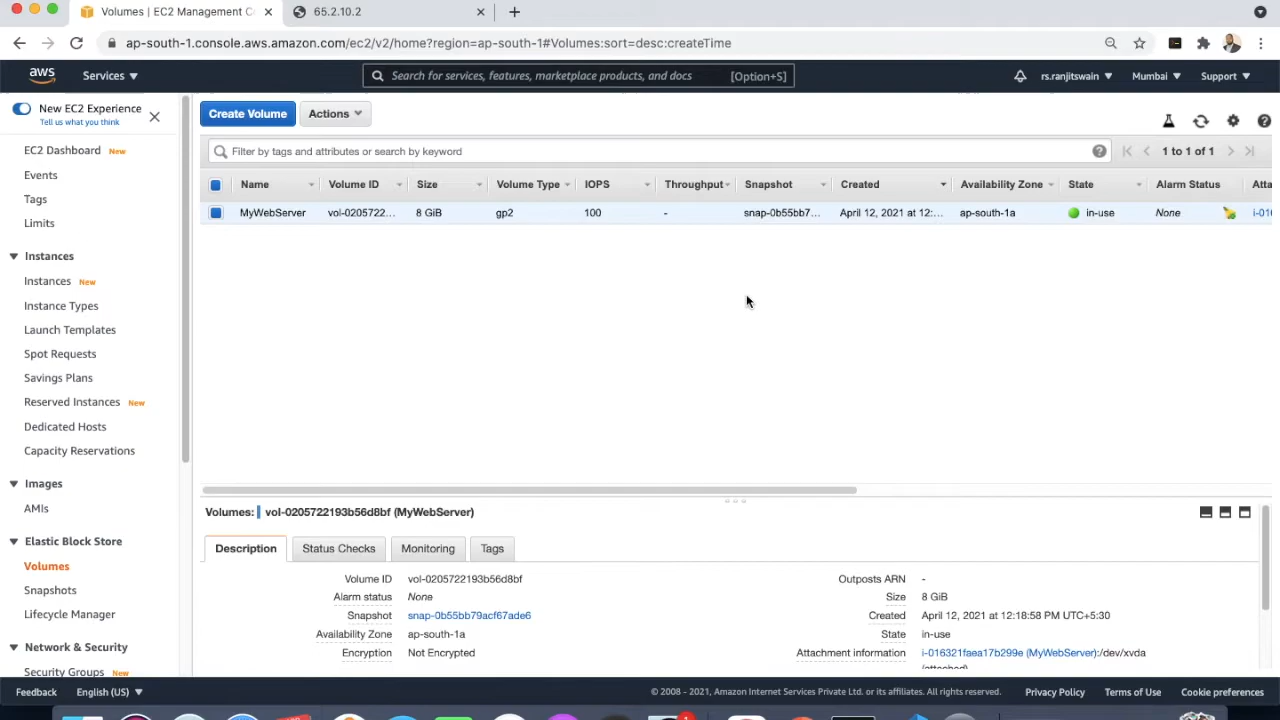 Volumes | EC2 Management C
65.2.10.2
ap-south-1.console.aws.amazon.com/ec2/v2/home?region=ap-south-1#Volumes:sort=desc:createTime
aws Services Search for services, features, marketplace products, and docs [Option+S] rs.ranjitswain Mumbai Support
New EC2 Experience
Tell us what you think
EC2 Dashboard New
Events
Tags
Limits
Instances
Instances New
Instance Types
Launch Templates
Spot Requests
Savings Plans
Reserved Instances New
Dedicated Hosts
Capacity Reservations
Images
AMIs
Elastic Block Store
Volumes
Snapshots
Lifecycle Manager
Network & Security
Security Groups New
Create Volume Actions
Filter by tags and attributes or search by keyword 1 to 1 of 1
Name Volume ID Size Volume Type IOPS Throughput Snapshot Created Availability Zone State Alarm Status Atta
MyWebServer vol-0205722... 8 GiB gp2 100 - snap-0b55bb7... April 12, 2021 at 12:... ap-south-1a in-use None i-016
Volumes: vol-0205722193b56d8bf (MyWebServer)
Description Status Checks Monitoring Tags
Volume ID vol-0205722193b56d8bf
Alarm status None
Snapshot snap-0b55bb79acf67ade6
Availability Zone ap-south-1a
Encryption Not Encrypted
Outposts ARN -
Size 8 GiB
Created April 12, 2021 at 12:18:58 PM UTC+5:30
State in-use
Attachment information i-016321faea17b299e (MyWebServer):/dev/xvda
(attached)
Feedback English (US) © 2008 - 2021, Amazon Internet Services Private Ltd. or its affiliates. All rights reserved. Privacy Policy Terms of Use Cookie preferences